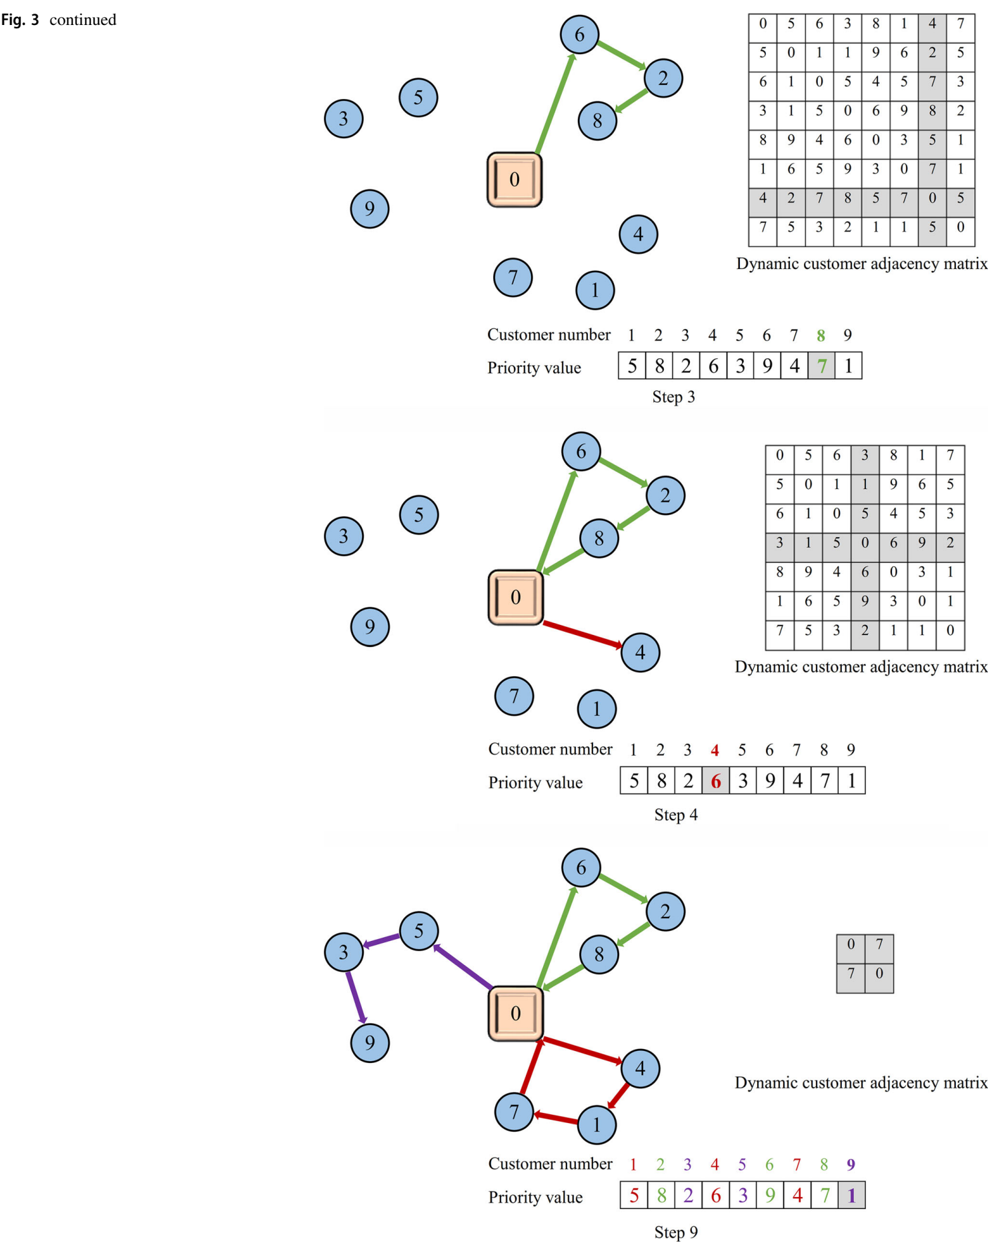 Fig. 3 continued
6
2
8
5
3
0
9
4
7
1
0 5 6 3 8 1 4 7
5 0 1 1 9 6 2 5
6 1 0 5 4 5 7 3
3 1 5 0 6 9 8 2
8 9 4 6 0 3 5 1
1 6 5 9 3 0 7 1
4 2 7 8 5 7 0 5
7 5 3 2 1 1 5 0
Dynamic customer adjacency matrix
Customer number 1 2 3 4 5 6 7 8 9
Priority value 5 8 2 6 3 9 4 7 1
Step 3
6
2
8
5
3
0
9
4
7
1
0 5 6 3 8 1 7
5 0 1 1 9 6 5
6 1 0 5 4 5 3
3 1 5 0 6 9 2
8 9 4 6 0 3 1
1 6 5 9 3 0 1
7 5 3 2 1 1 0
Dynamic customer adjacency matrix
Customer number 1 2 3 4 5 6 7 8 9
Priority value 5 8 2 6 3 9 4 7 1
Step 4
6
2
8
5
3
0
9
4
7
1
0 7
7 0
Dynamic customer adjacency matrix
Customer number 1 2 3 4 5 6 7 8 9
Priority value 5 8 2 6 3 9 4 7 1
Step 9